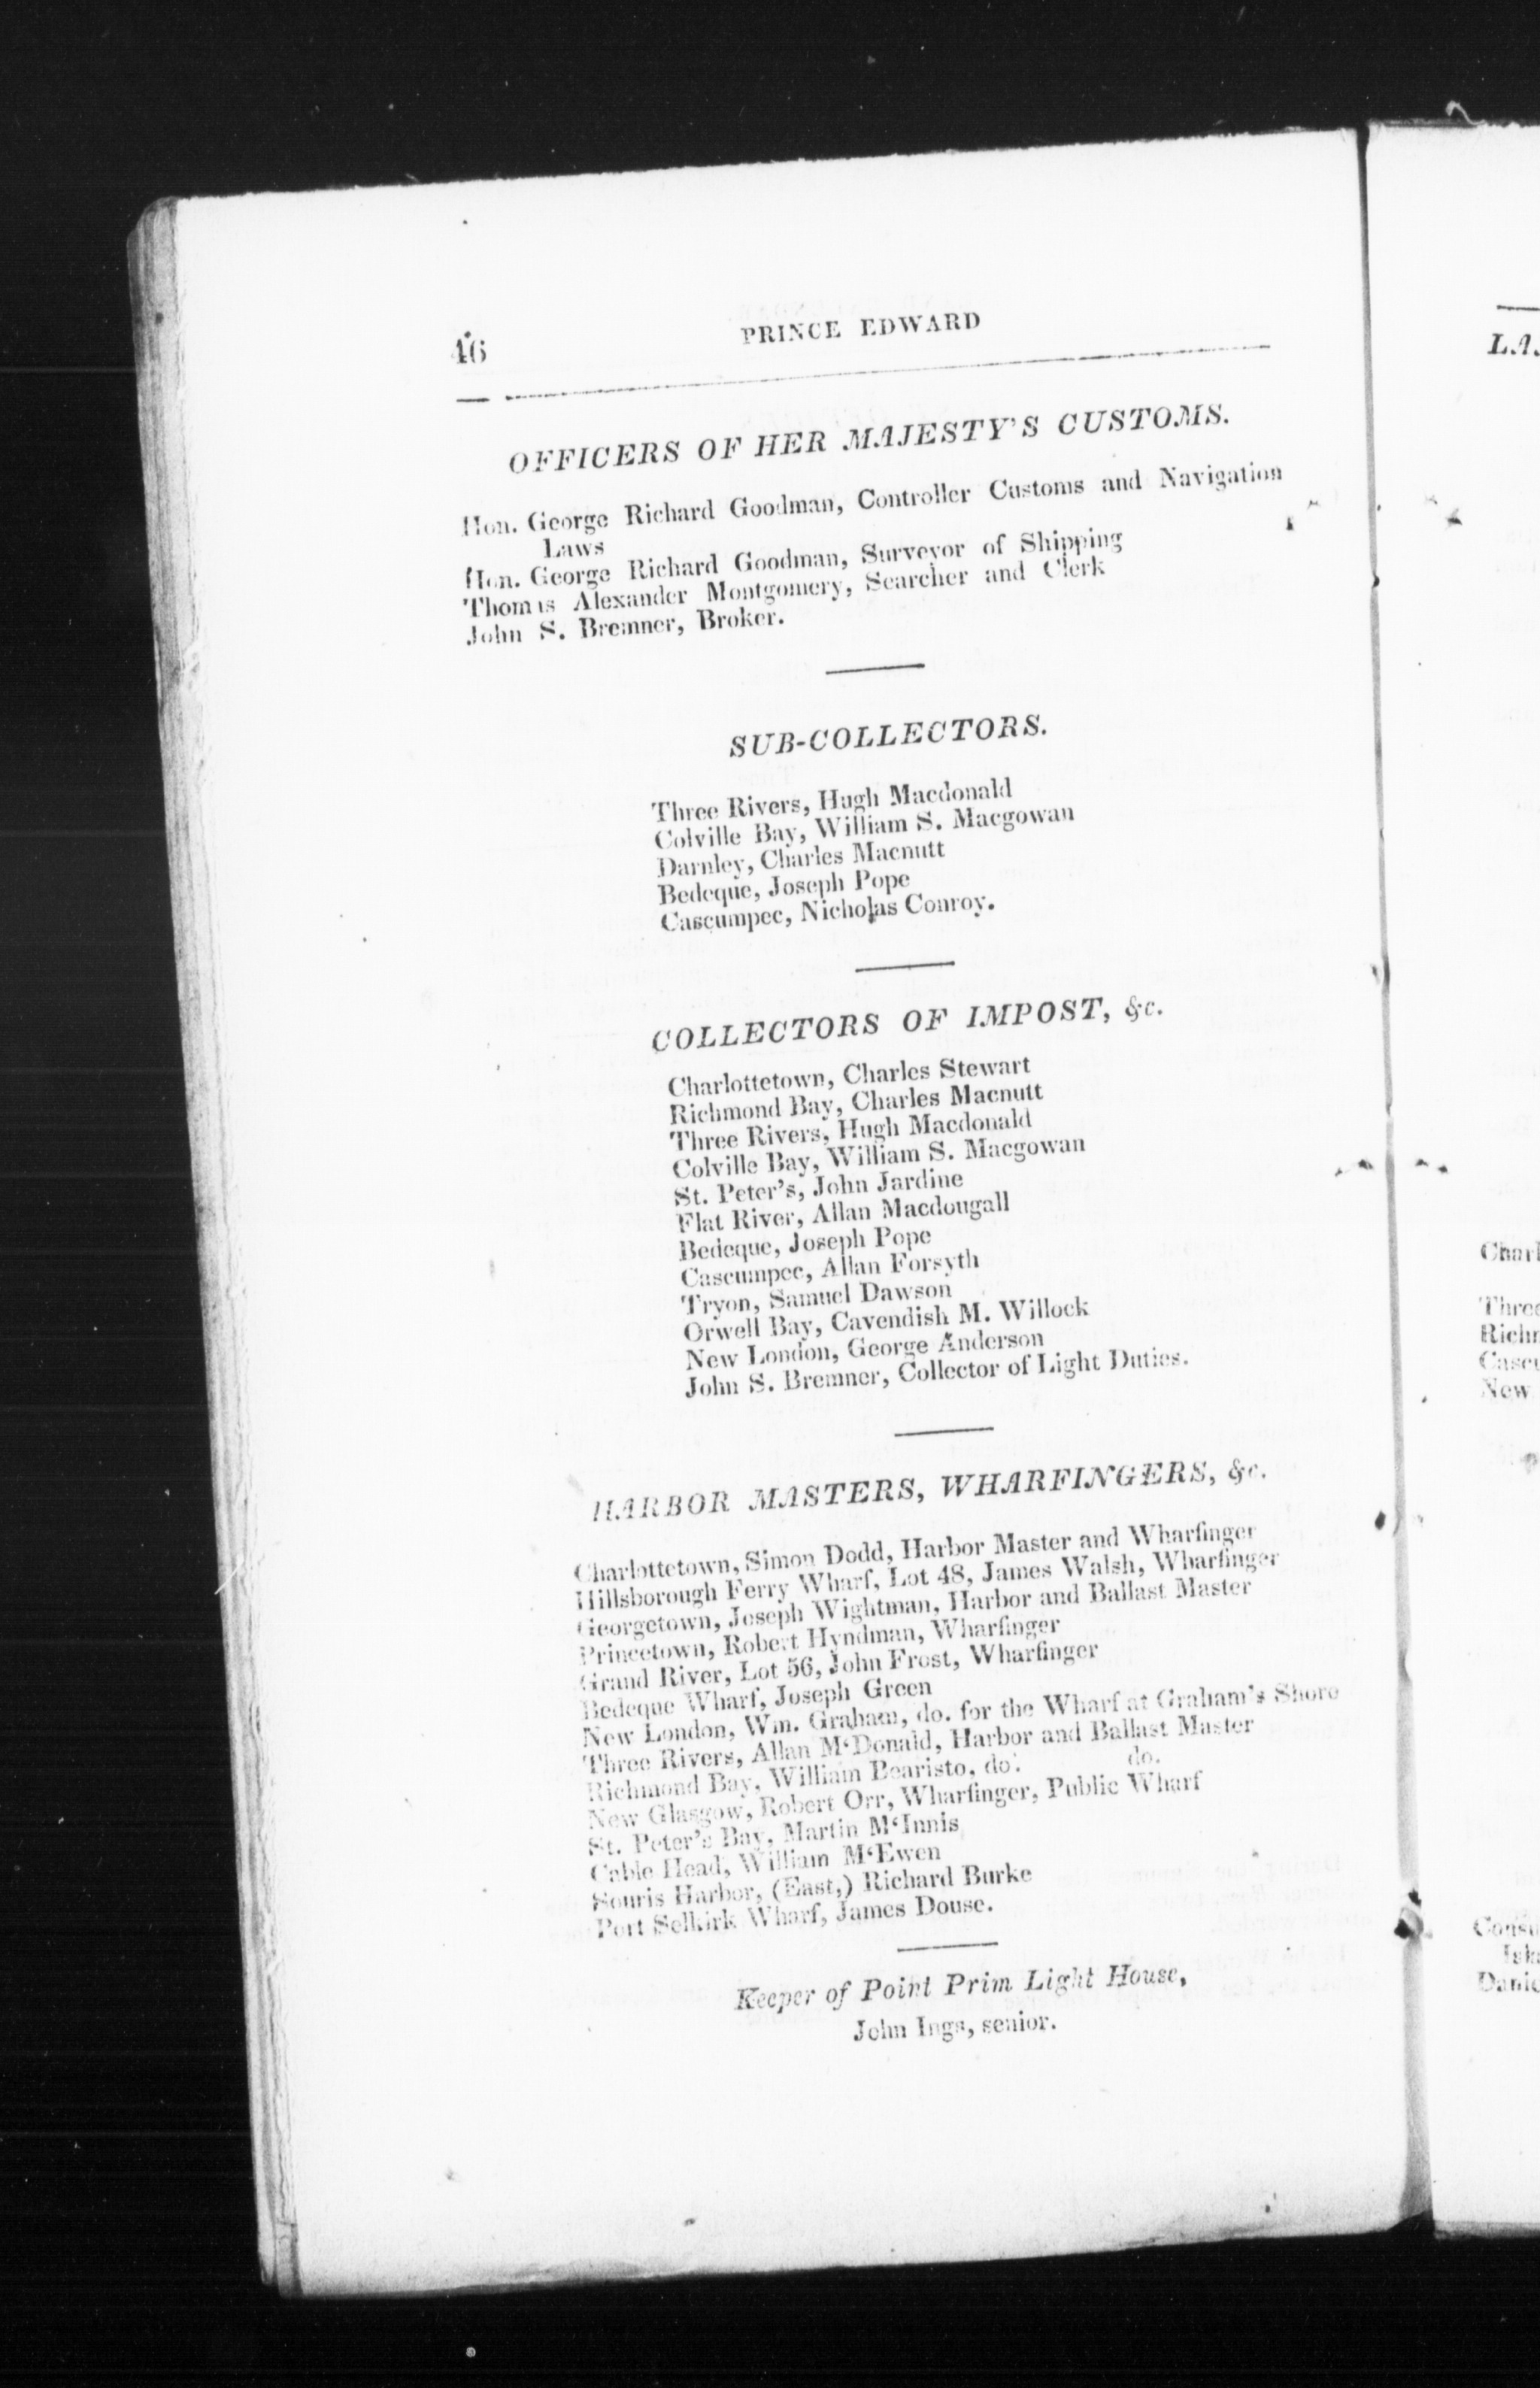 46
PRINCE EDWARD
OFFICERS OF HER MAJESTY'S CUSTOMS.
Hon. George Richard Goodman, Controller Customs and Navigation
Laws
Hon. George Richard Goodman, Surveyor of Shipping
Thomas Alexander Montgomery, Searcher and Clerk
John S. Bremner, Broker.
SUB-COLLECTORS.
Three Rivers, Hugh Macdonald
Colville Bay, William S. Macgowan
Darnley, Charles Macnutt
Bedeque, Joseph Pope
Cascumpec, Nicholas Conroy.
COLLECTORS OF IMPOST, &c.
Charlottetown, Charles Stewart
Richmond Bay, Charles Macnutt
Three Rivers, Hugh Macdonald
Colville Bay, William S. Macgowan
St. Peter's, John Jardine
Flat River, Allan Macdougall
Bedeque, Joseph Pope
Cascumpec, Allan Forsyth
Tryon, Samuel Dawson
Orwell Bay, Cavendish M. Willock
New London, George Anderson
John S. Bremner, Collector of Light Duties.
HARBOR MASTERS, WHARFINGERS, &c.
Charlottetown, Simon Dodd, Harbor Master and Wharfinger
Hillsborough Ferry Wharf, Lot 48, James Walsh, Wharfinger
Georgetown, Joseph Wightman, Harbor and Ballast Master
Princetown, Robert Hyndman, Wharfinger
Grand River, Lot 56, John Frost, Wharfinger
Bedeque Wharf, Joseph Green
New London, Wm. Graham, do. for the Wharf at Graham's Shore
Three Rivers, Allan M'Donald, Harbor and Ballast Master
Richmond Bay, William Bearisto, do. do.
New Glasgow, Robert Orr, Wharfinger, Public Wharf
St. Peter's Bay, Martin M'Innis
Cable Head, William M'Ewen
Souris Harbor, (East,) Richard Burke
Port Selkirk Wharf, James Douse.
Keeper of Point Prim Light House,
John Ings, senior.